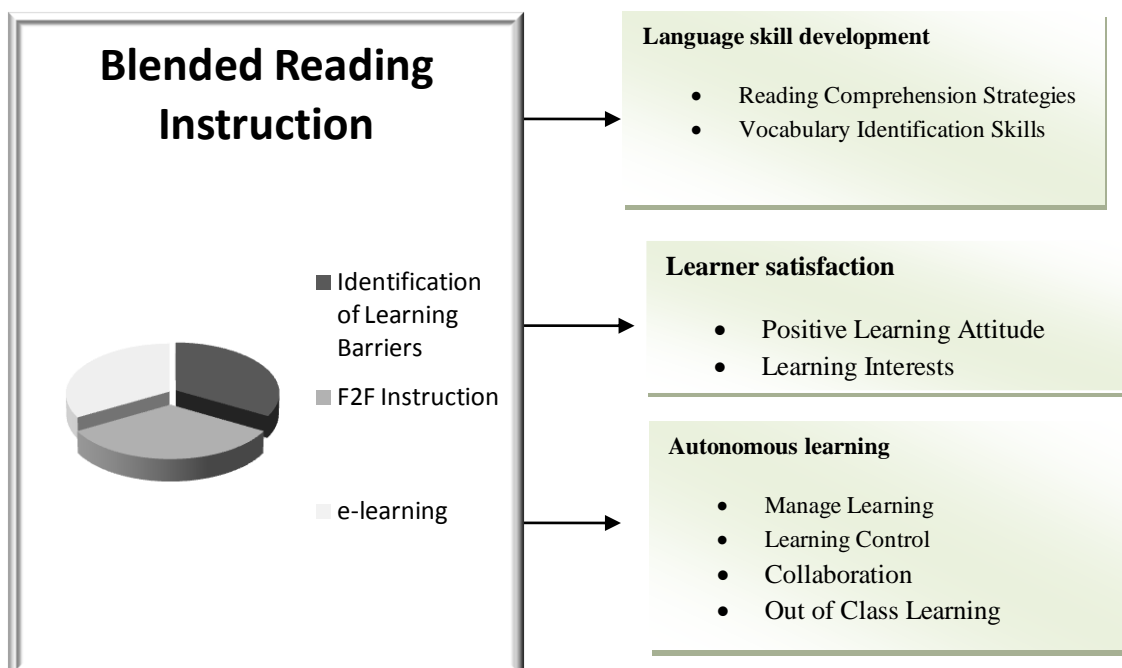 Blended Reading
Instruction
Identification
of Learning
Barriers
F2F Instruction
e-learning
Language skill development
• Reading Comprehension Strategies
• Vocabulary Identification Skills
Learner satisfaction
• Positive Learning Attitude
• Learning Interests
Autonomous learning
• Manage Learning
• Learning Control
• Collaboration
• Out of Class Learning